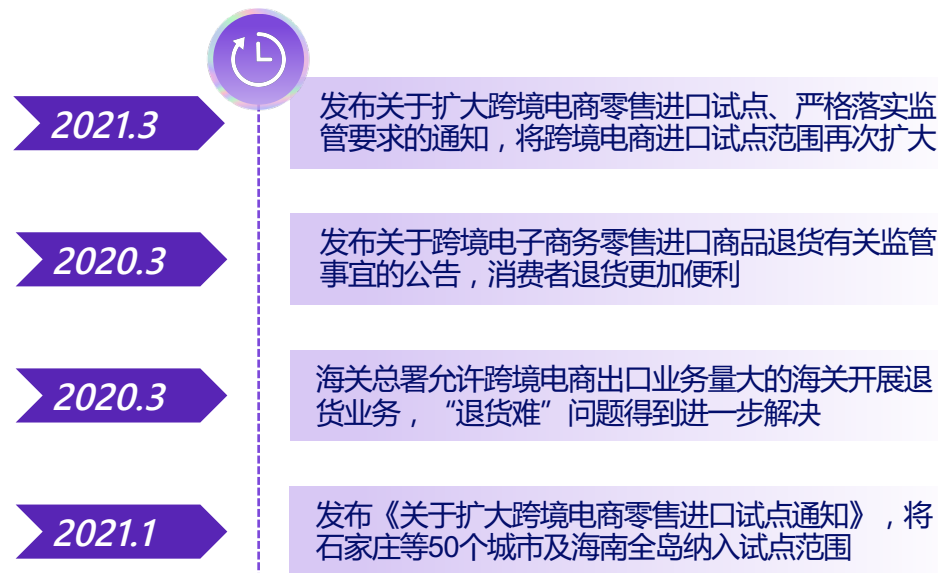 2021.3
发布关于扩大跨境电商零售进口试点、严格落实监
管要求的通知，将跨境电商进口试点范围再次扩大
2020.3
发布关于跨境电子商务零售进口商品退货有关监管
事宜的公告，消费者退货更加便利
2020.3
海关总署允许跨境电商出口业务量大的海关开展退
货业务，“退货难”问题得到进一步解决
2021.1
发布《关于扩大跨境电商零售进口试点通知》，将
石家庄等50个城市及海南全岛纳入试点范围